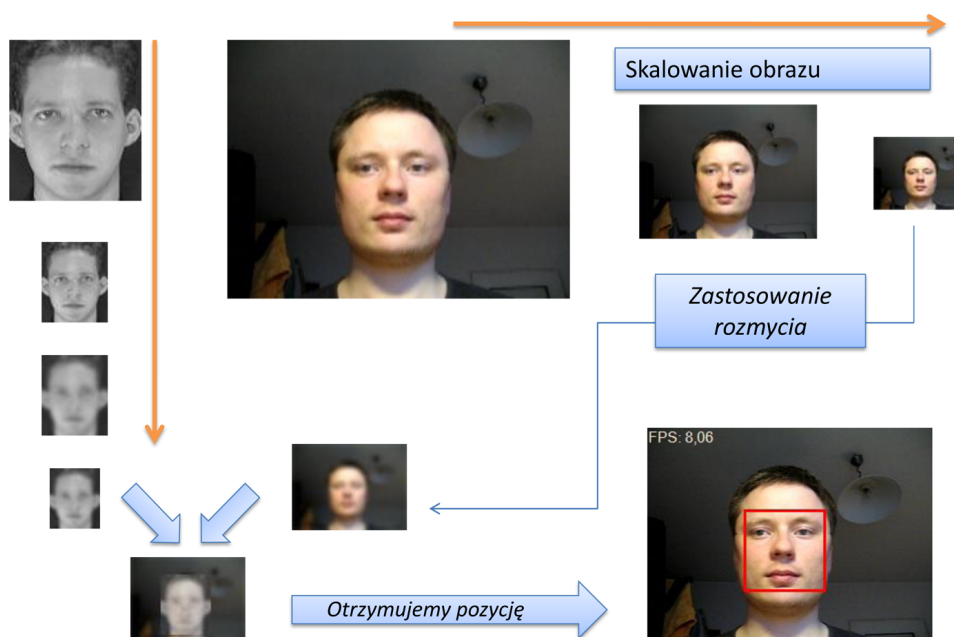 Skalowanie obrazu
Zastosowanie
rozmycia
FPS: 8,06
Otrzymujemy pozycję